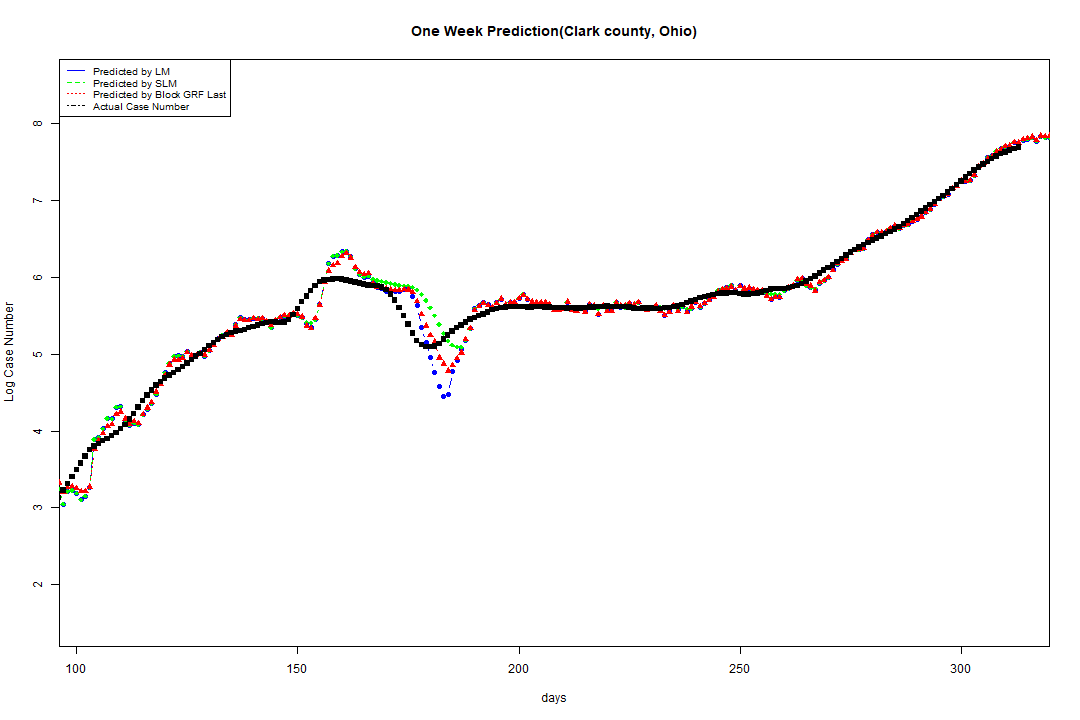 One Week Prediction(Clark county, Ohio)
Predicted by LM
Predicted by SLM
Predicted by Block GRF Last
Actual Case Number
8
7
6
5
4
3
2
Log Case Number
100 150 200 250 300
days